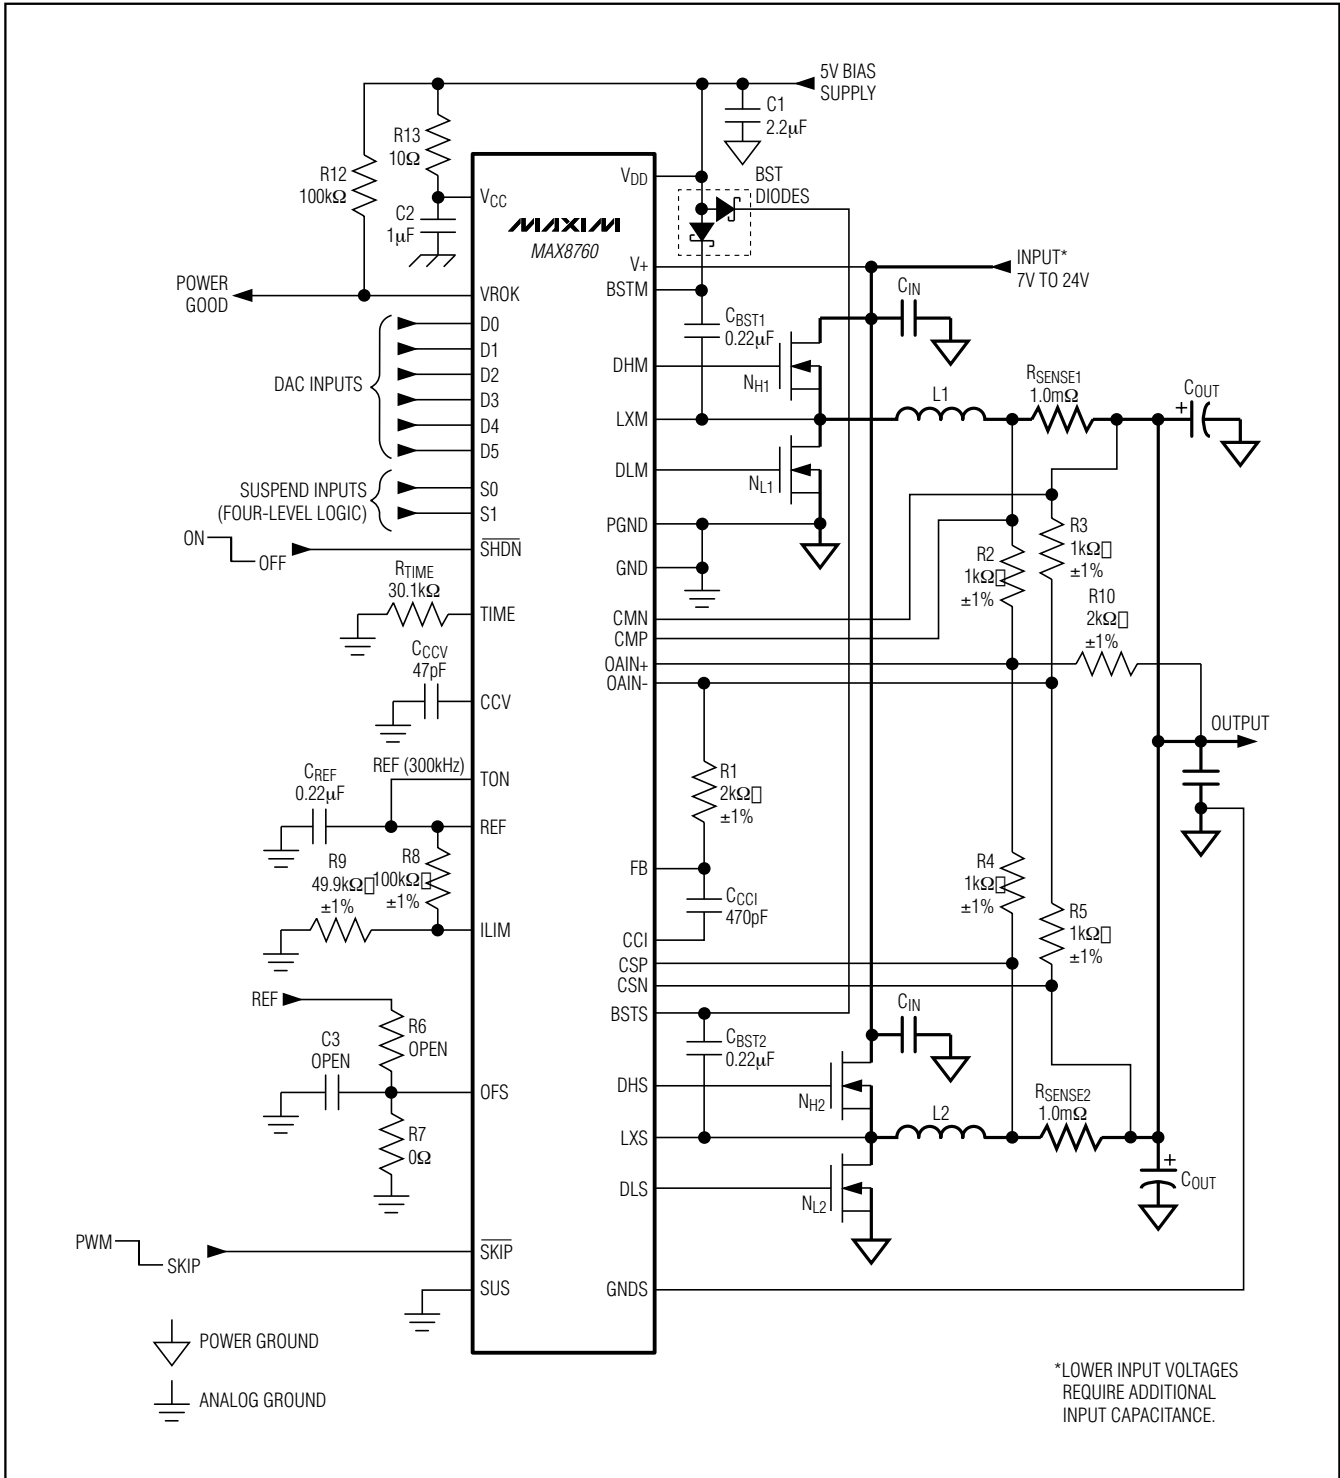 5V BIAS
SUPPLY
C1
2.2µF
R13
10Ω
R12
100kΩ
C2
1µF
VCC
VDD
BST
DIODES
MAXIM
MAX8760
V+
INPUT*
7V TO 24V
POWER
GOOD
VROK
BSTM
CIN
CBST1
0.22µF
DAC INPUTS
D0
D1
D2
D3
D4
D5
DHM
NH1
LXM
L1
RSENSE1
1.0mΩ
COUT
+
DLM
NL1
SUSPEND INPUTS
(FOUR-LEVEL LOGIC)
S0
S1
PGND
ON
OFF
SHDN
GND
R2
1kΩ□
±1%
R3
1kΩ□
±1%
R10
2kΩ□
±1%
RTIME
30.1kΩ
TIME
CMN
CMP
OAIN+
OAIN-
CCCV
47pF
CCV
OUTPUT
REF (300kHz)
TON
CREF
0.22µF
REF
R1
2kΩ□
±1%
R9
49.9kΩ□
±1%
R8
100kΩ□
±1%
ILIM
FB
CCCI
470pF
CCI
R4
1kΩ□
±1%
R5
1kΩ□
±1%
CSP
CSN
REF
R6
OPEN
C3
OPEN
OFS
R7
0Ω
BSTS
CBST2
0.22µF
CIN
DHS
NH2
LXS
L2
RSENSE2
1.0mΩ
DLS
NL2
+
COUT
PWM
SKIP
SKIP
SUS
GNDS
POWER GROUND
ANALOG GROUND
*LOWER INPUT VOLTAGES
REQUIRE ADDITIONAL
INPUT CAPACITANCE.